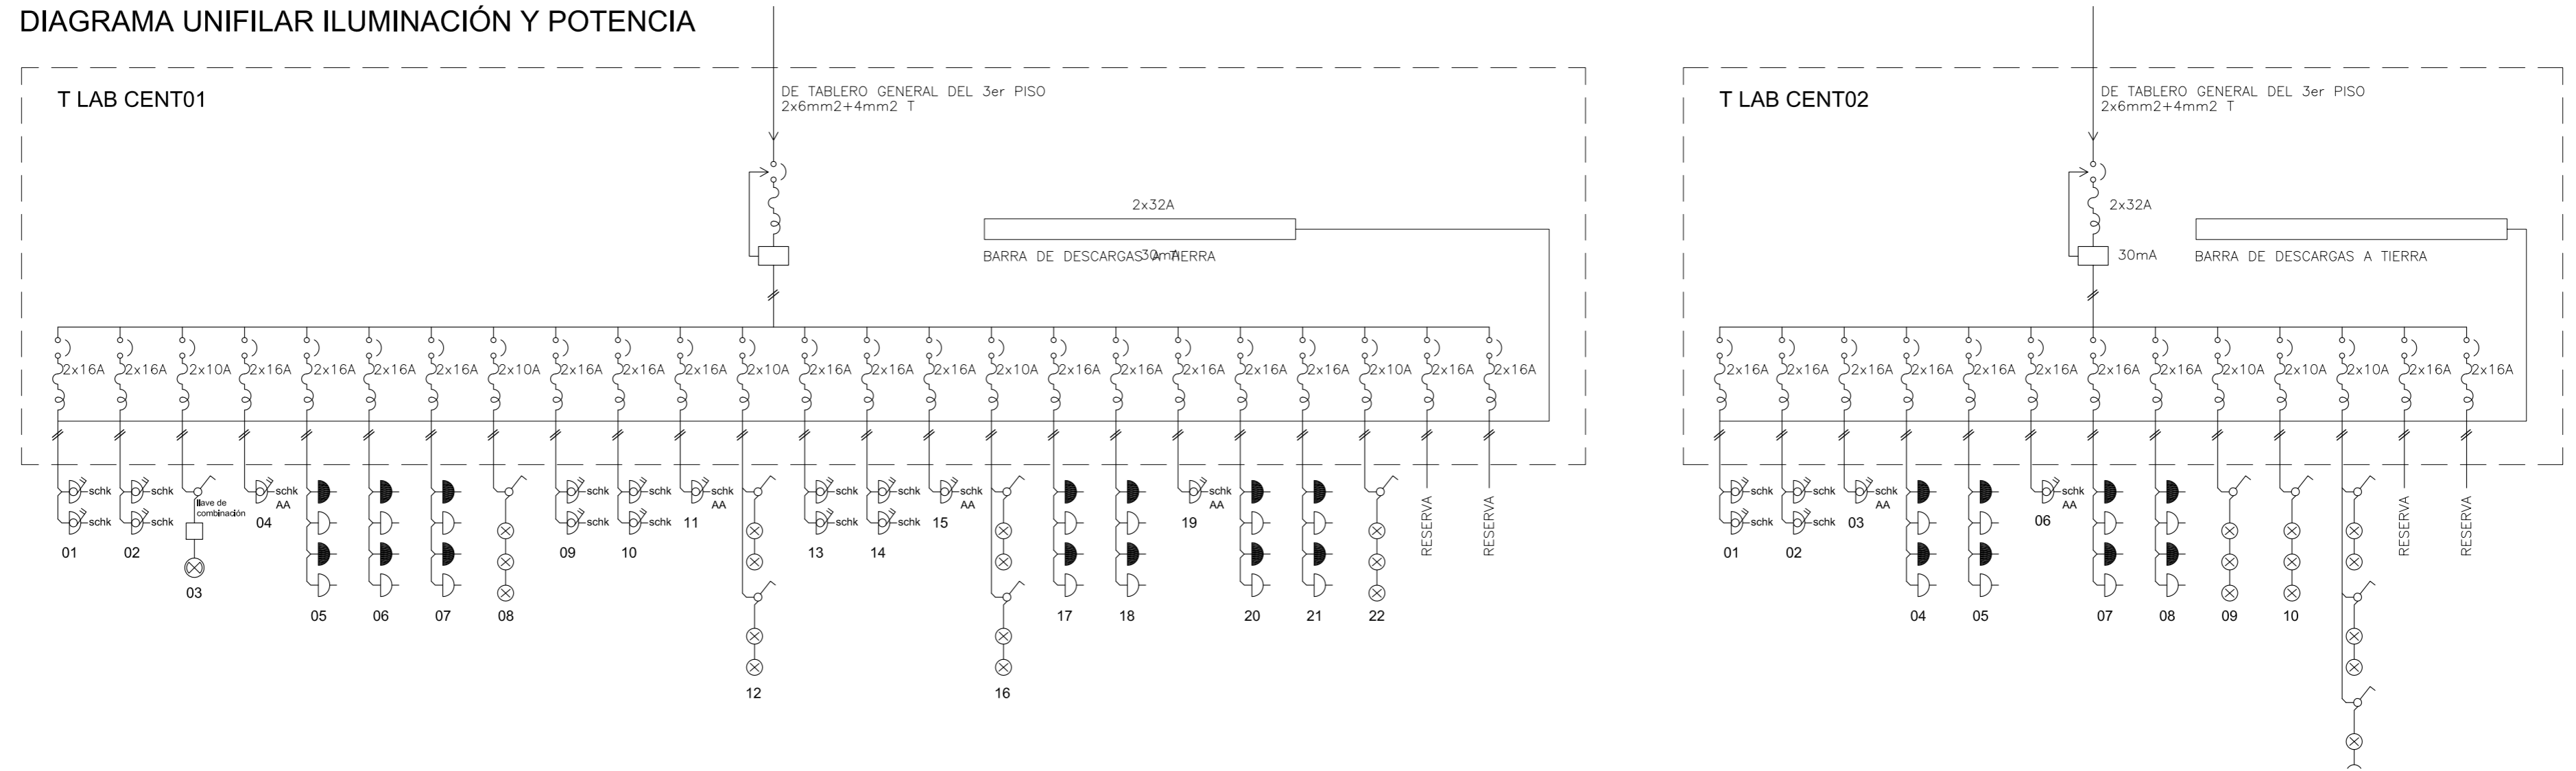 DIAGRAMA UNIFILAR ILUMINACIÓN Y POTENCIA
T LAB CENT01
DE TABLERO GENERAL DEL 3er PISO
2x6mm2+4mm2 T
2x32A
BARRA DE DESCARGAS A TIERRA
30mA
2x16A 2x16A 2x10A 2x16A 2x16A 2x16A 2x16A 2x10A 2x16A 2x16A 2x16A 2x10A 2x16A 2x16A 2x16A 2x10A 2x16A 2x16A 2x16A 2x16A 2x16A 2x10A 2x16A 2x16A
schk schk schk schk schk schk schk schk schk schk
llave de
combinación
AA AA AA AA
schk schk schk schk schk schk
04 11 15 19
01 02 09 10 13 14
RESERVA RESERVA
03
05 06 07 08 17 18 20 21 22
12 16
T LAB CENT02
DE TABLERO GENERAL DEL 3er PISO
2x6mm2+4mm2 T
2x32A
30mA
BARRA DE DESCARGAS A TIERRA
2x16A 2x16A 2x16A 2x16A 2x16A 2x16A 2x16A 2x16A 2x10A 2x10A 2x10A 2x16A 2x16A
schk schk schk schk
AA AA
schk schk
03 06
01 02
RESERVA RESERVA
04 05 07 08 09 10